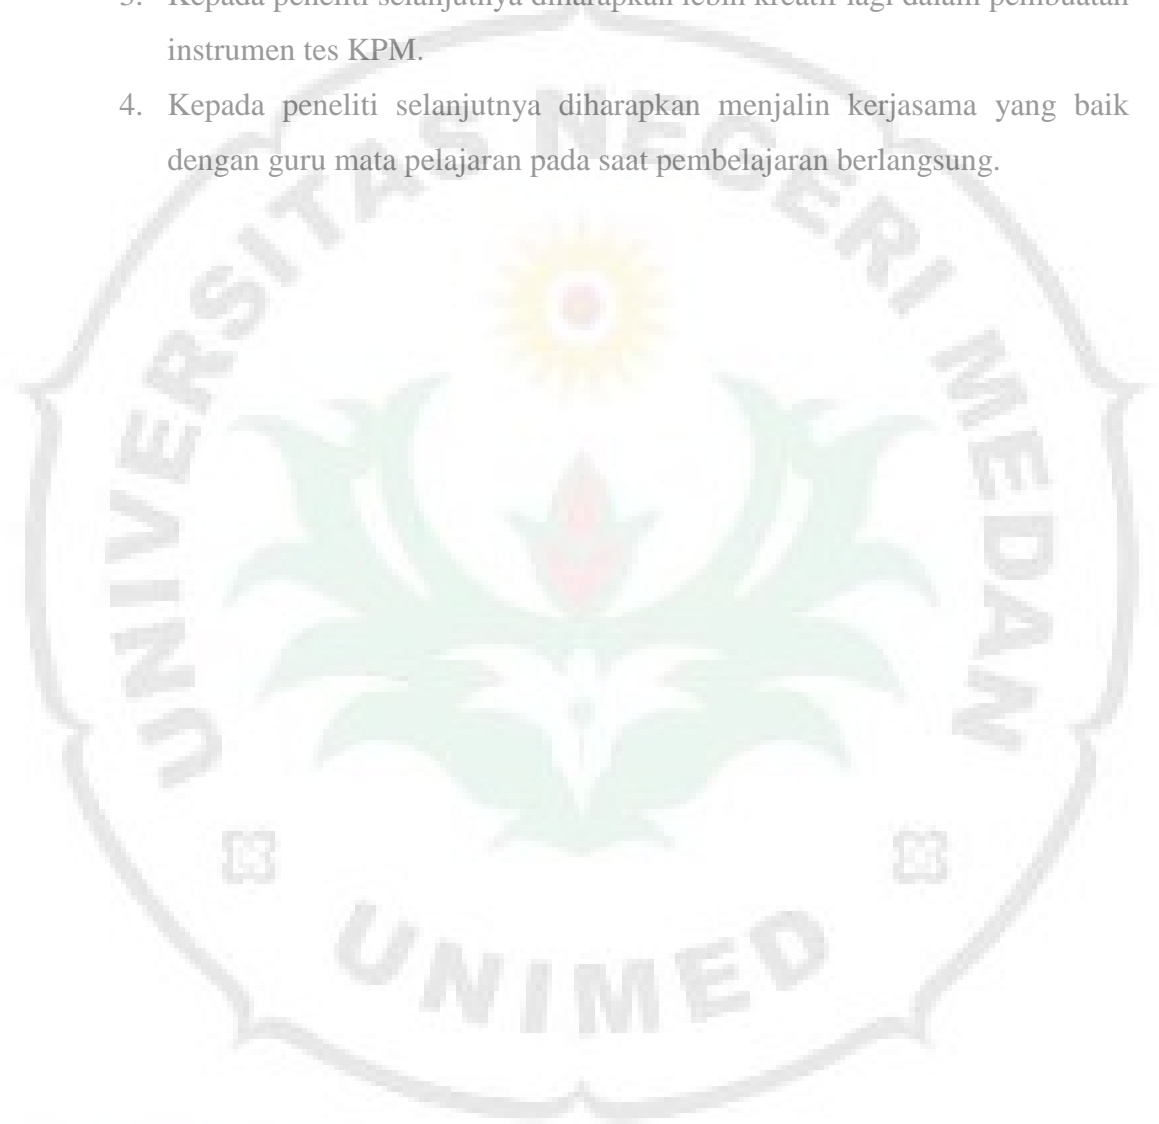 3. Kepada peneliti selanjutnya diharapkan lebih kreatif lagi dalam pembuatan
instrumen tes KPM.
4. Kepada peneliti selanjutnya diharapkan menjalin kerjasama yang baik
dengan guru mata pelajaran pada saat pembelajaran berlangsung.
UNIVERSITAS NEGERI MEDAN
UNIMED